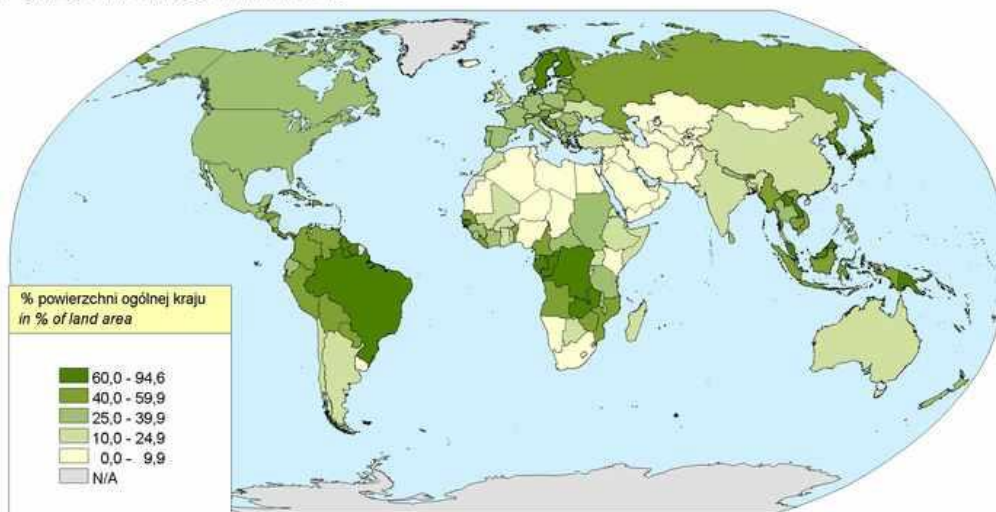 % powierzchni ogólnej kraju
in % of land area
60,0 - 94,6
40,0 - 59,9
25,0 - 39,9
10,0 - 24,9
0,0 - 9,9
N/A